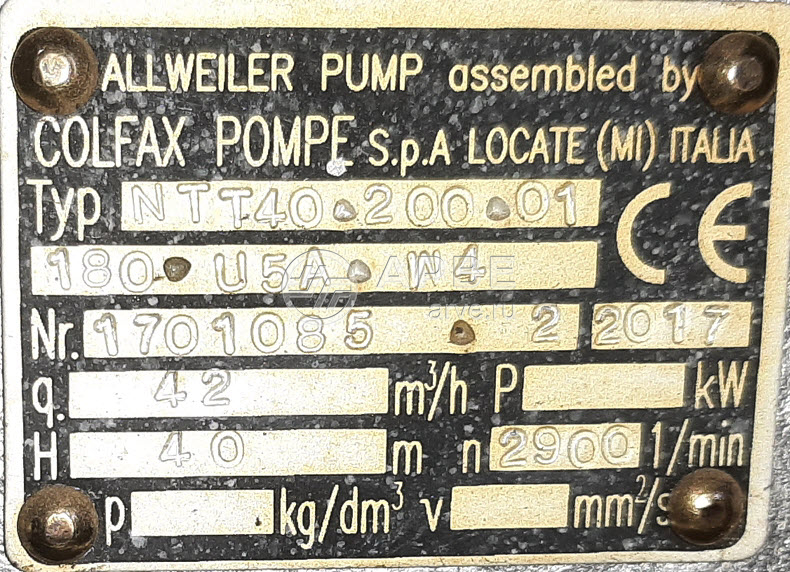 ALLWEILER PUMP assembled by
COLFAX POMPE S.p.A LOCATE (MI) ITALIA
Typ NTT40·200·01
180·U5A·W4 CE
Nr. 1701085·2 2017
q. 42 m³/h P kW
H 40 m n 2900 1/min
p kg/dm³ v mm²/s